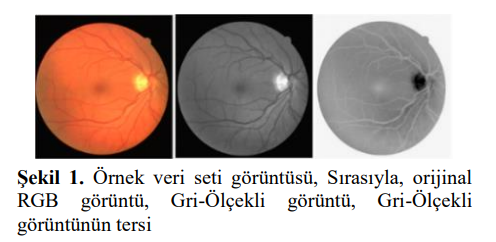 Şekil 1. Örnek veri seti görüntüsü, Sırasıyla, orijinal
RGB görüntü, Gri-Ölçekli görüntü, Gri-Ölçekli
görüntünün tersi